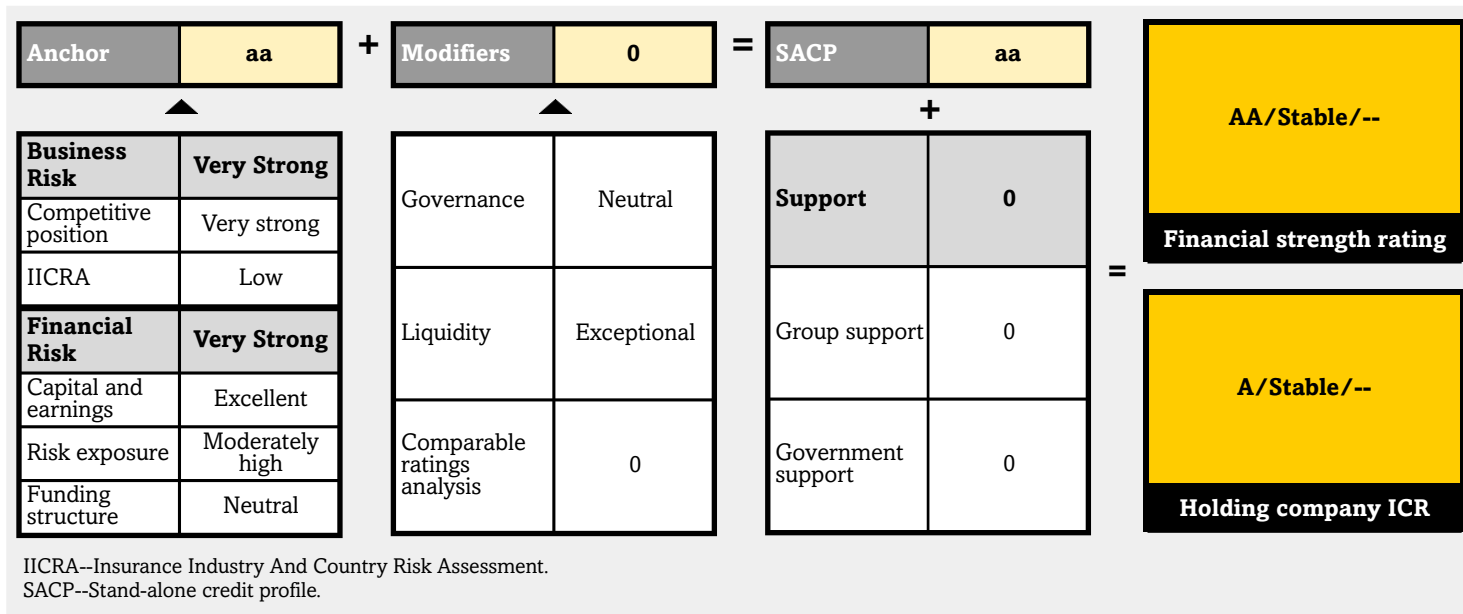 Anchor
aa
+
Modifiers
0
=
SACP
aa
Business
Risk
Very Strong
Competitive
position
Very strong
IICRA
Low
Financial
Risk
Very Strong
Capital and
earnings
Excellent
Risk exposure
Moderately
high
Funding
structure
Neutral
Governance
Neutral
Liquidity
Exceptional
Comparable
ratings
analysis
0
+
Support
0
Group support
0
Government
support
0
=
AA/Stable/--
Financial strength rating
A/Stable/--
Holding company ICR
IICRA--Insurance Industry And Country Risk Assessment.
SACP--Stand-alone credit profile.